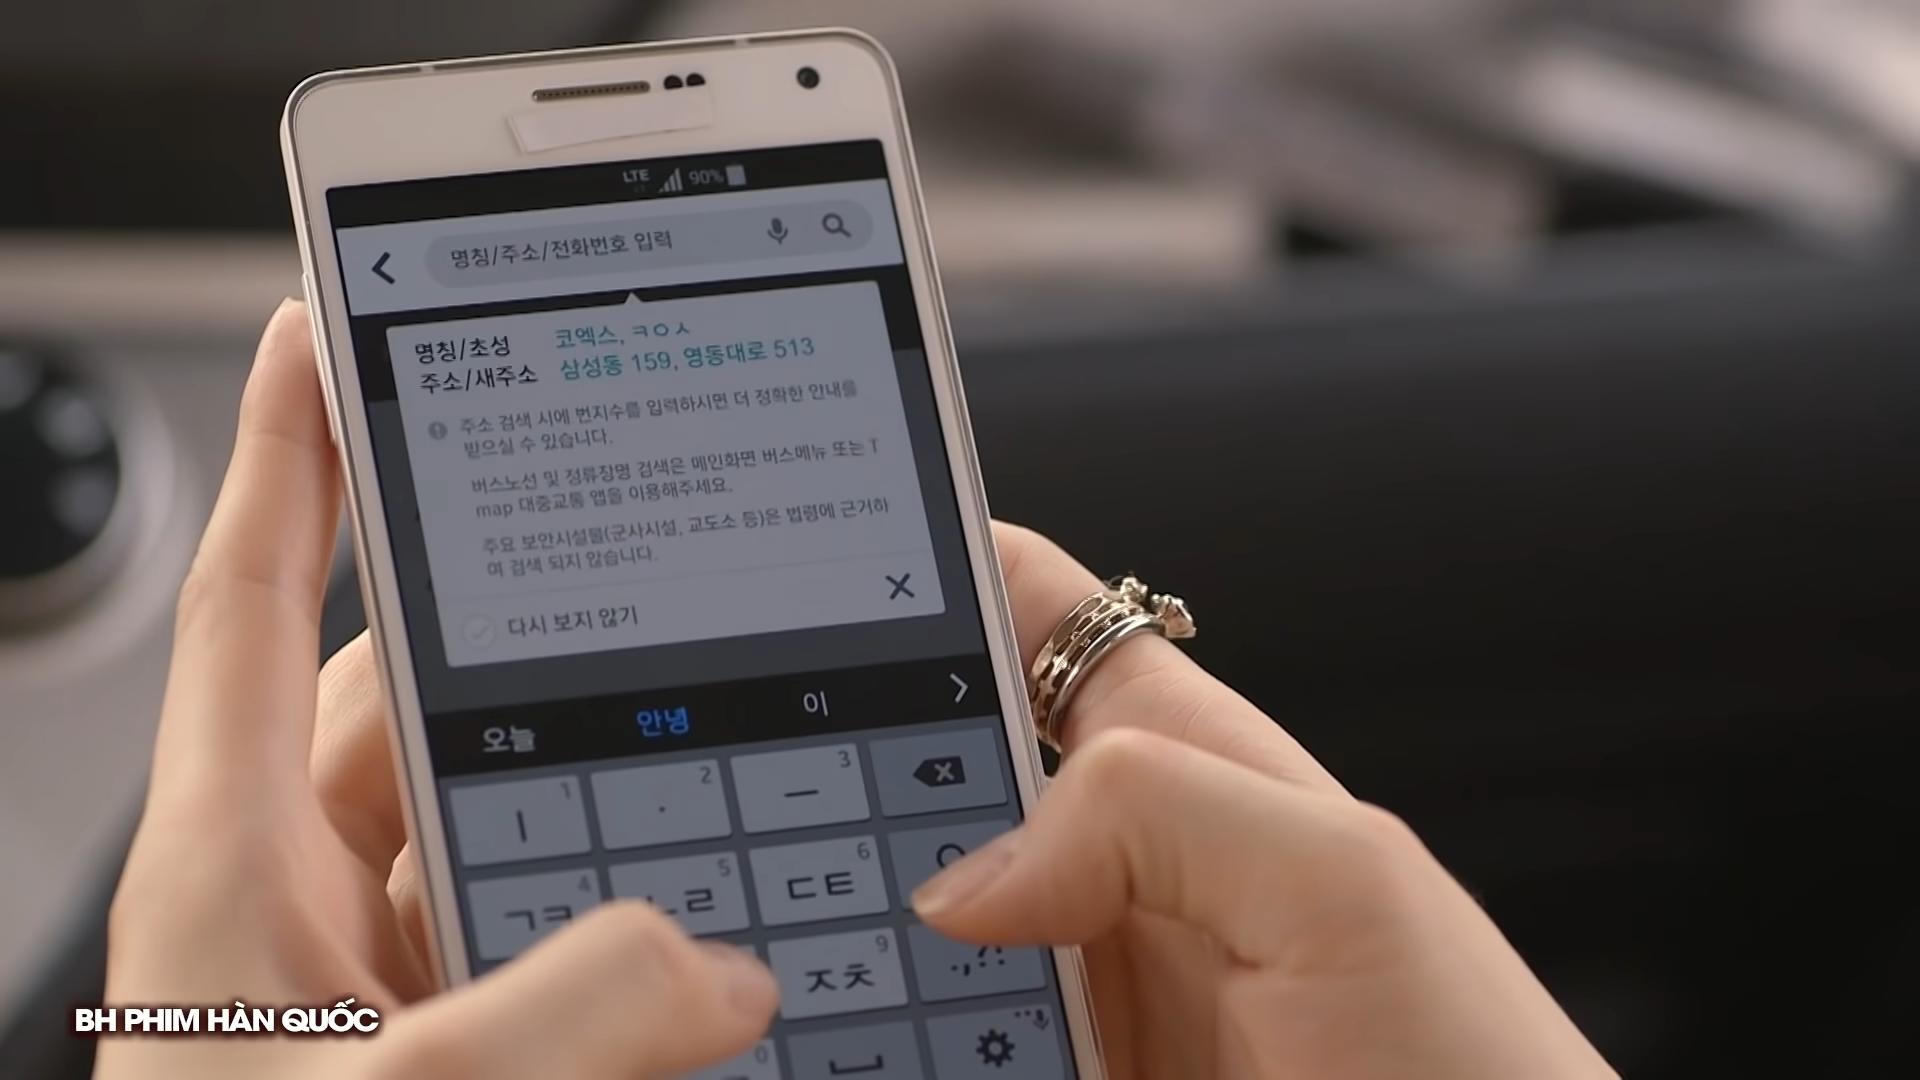 LTE 90%
명칭/주소/전화번호 입력
명칭/초성 코엑스, ㅋㅇㅅ
주소/새주소 삼성동 159, 영동대로 513
주소 검색 시에 번지수를 입력하시면 더 정확한 안내를
받으실 수 있습니다.
버스노선 및 정류장명 검색은 메인화면 버스메뉴 또는 T
map 대중교통 앱을 이용해주세요.
주요 보안시설물(군사시설, 교도소 등)은 법령에 근거하
여 검색 되지 않습니다.
다시 보지 않기
오늘 안녕 이
1 2 3
ㅣ · ㅡ
4 5 6
ㄱㅋ ㄴㄹ ㄷㅌ
9
ㅈㅊ .,?!
0
BH PHIM HÀN QUỐC